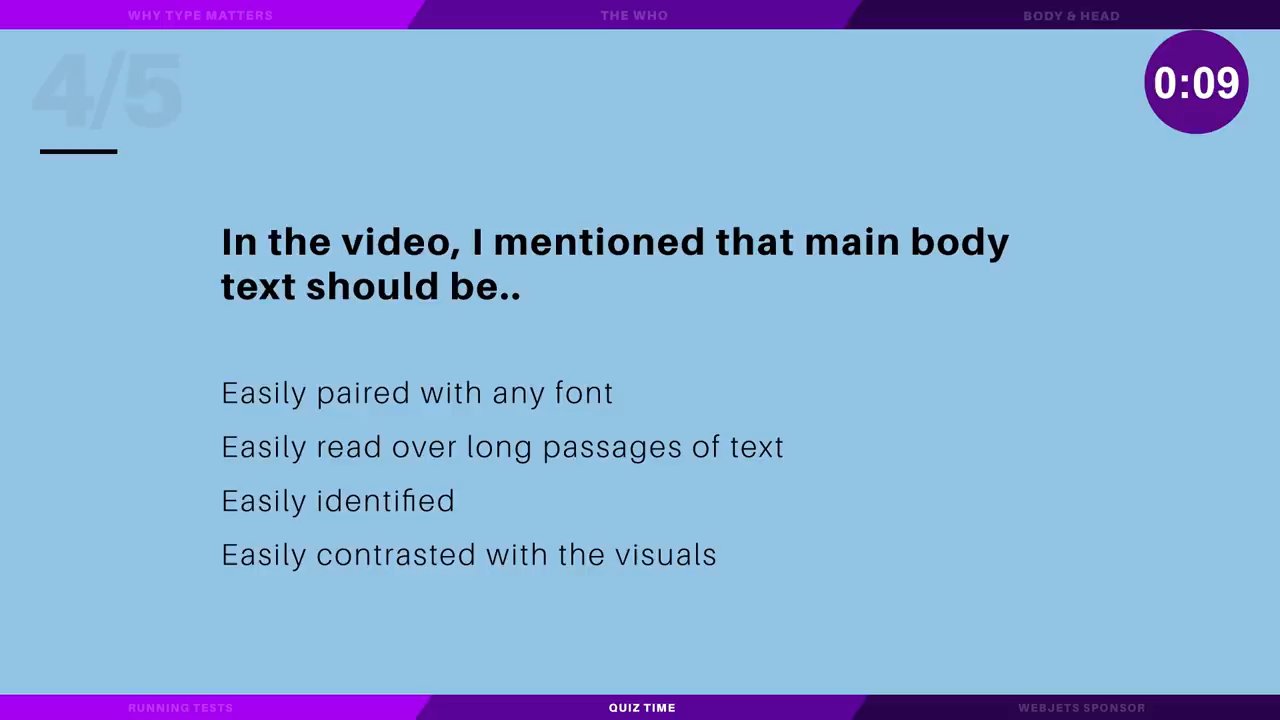 WHY TYPE MATTERS
THE WHO
BODY & HEAD
4/5
0:09
In the video, I mentioned that main body
text should be..
Easily paired with any font
Easily read over long passages of text
Easily identified
Easily contrasted with the visuals
RUNNING TESTS
QUIZ TIME
WEBJETS SPONSOR